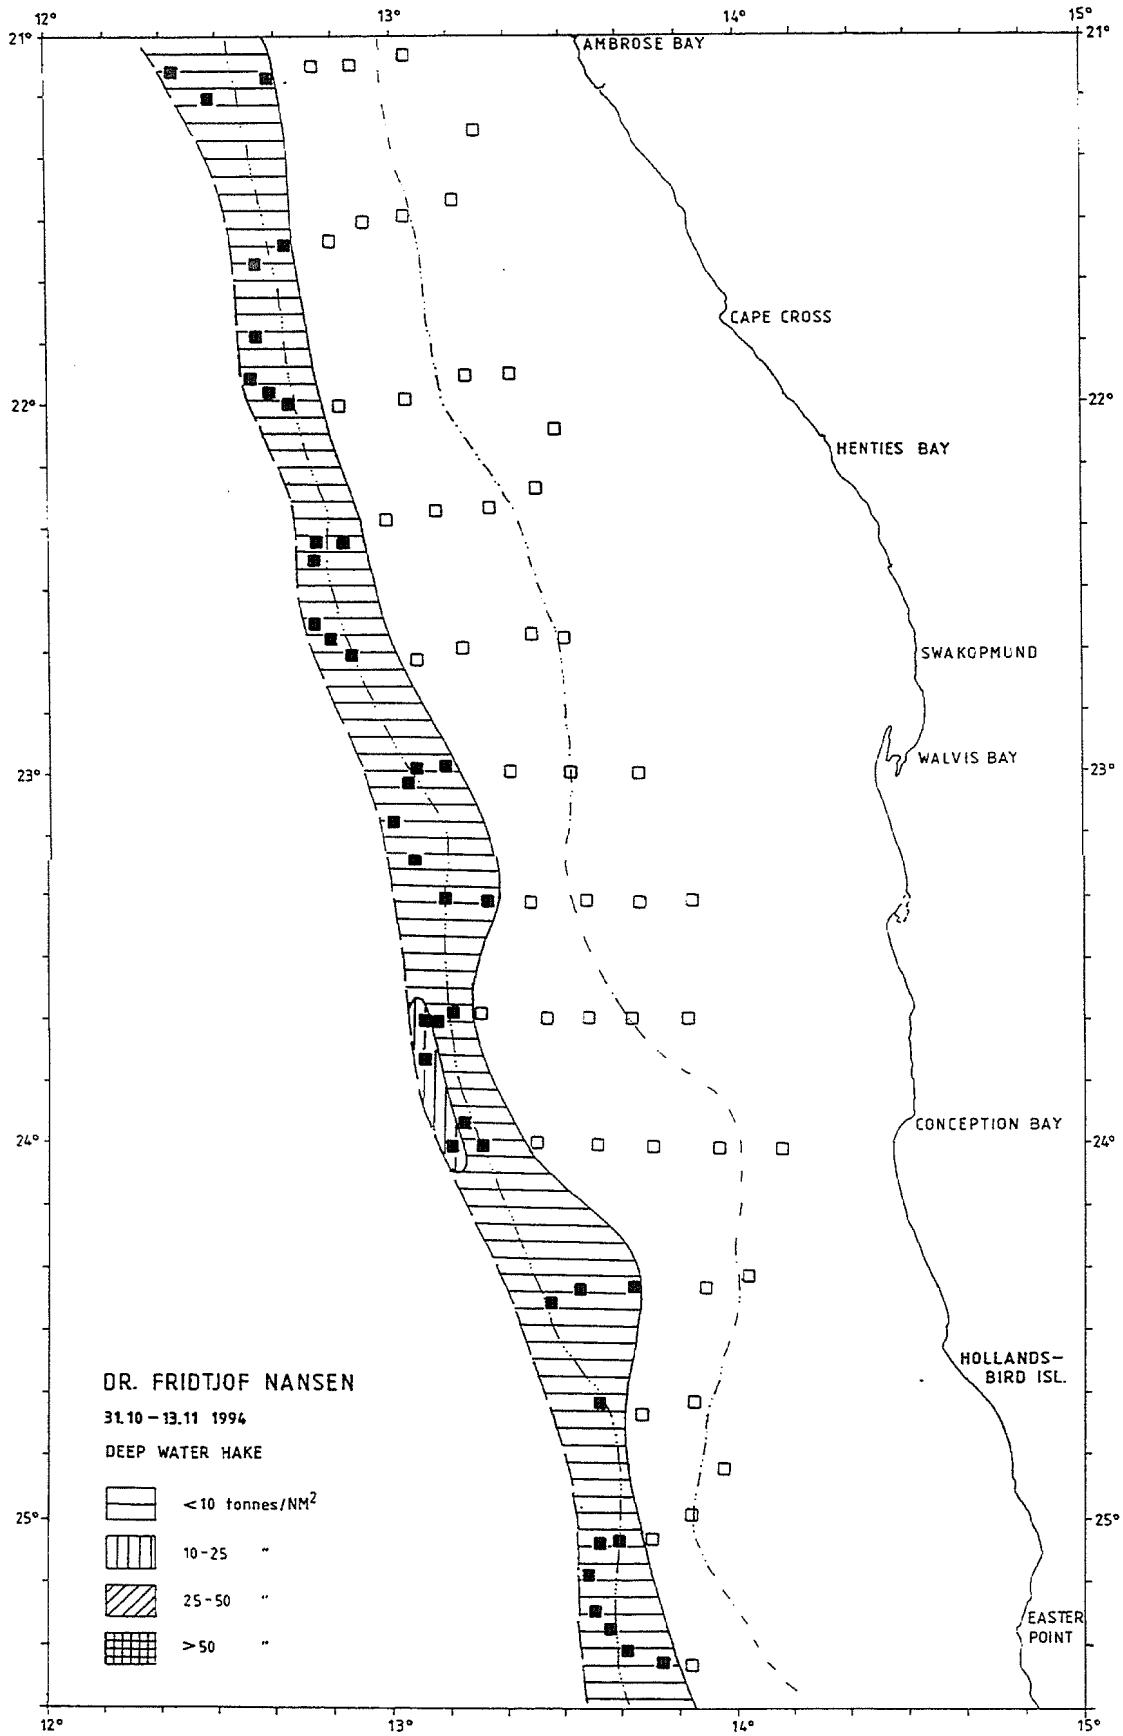 12° 13° 14° 15°
21° 21°
AMBROSE BAY
CAPE CROSS
22° 22°
HENTIES BAY
SWAKOPMUND
WALVIS BAY
23° 23°
CONCEPTION BAY
24° 24°
HOLLANDS-
BIRD ISL.
DR. FRIDTJOF NANSEN
31.10 - 13.11 1994
DEEP WATER HAKE
<10 tonnes/NM²
10-25 "
25-50 "
>50 "
25° 25°
EASTER
POINT
12° 13° 14° 15°